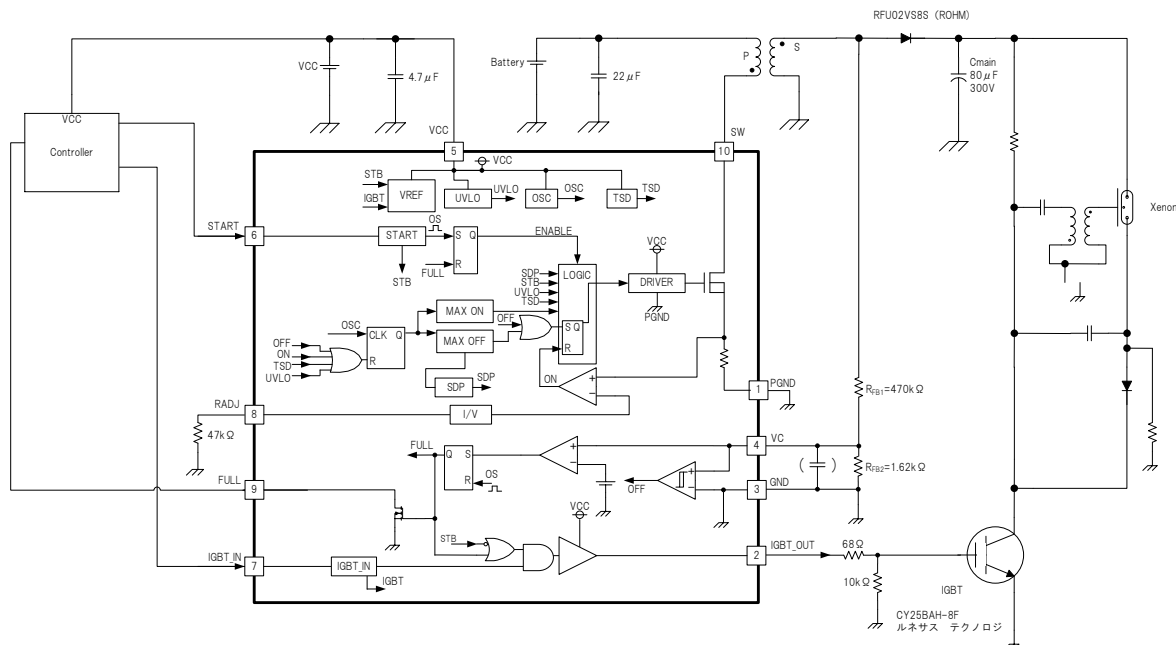 RFU02VS8S (ROHM)
VCC
4.7μF
Battery
22μF
P
S
Cmain
80μF
300V
VCC
Controller
VCC
5
SW
10
VCC
STB
IGBT
VREF
UVLO
UVLO
OSC
OSC
TSD
TSD
Xenon
START
6
START
OS
STB
S
Q
R
FULL
ENABLE
SDP
STB
UVLO
TSD
LOGIC
VCC
DRIVER
PGND
OSC
CLK
Q
R
OFF
ON
TSD
UVLO
MAX ON
MAX OFF
OFF
S
Q
R
SDP
SDP
ON
+
−
1
PGND
RFB1=470kΩ
RADJ
8
I/V
47kΩ
FULL
Q
S
R
OS
+
−
OFF
+
−
4
VC
( )
RFB2=1.62kΩ
3
GND
FULL
9
STB
VCC
2
IGBT_OUT
68Ω
10kΩ
IGBT_IN
7
IGBT_IN
IGBT
IGBT
CY25BAH-8F
ルネサス テクノロジ